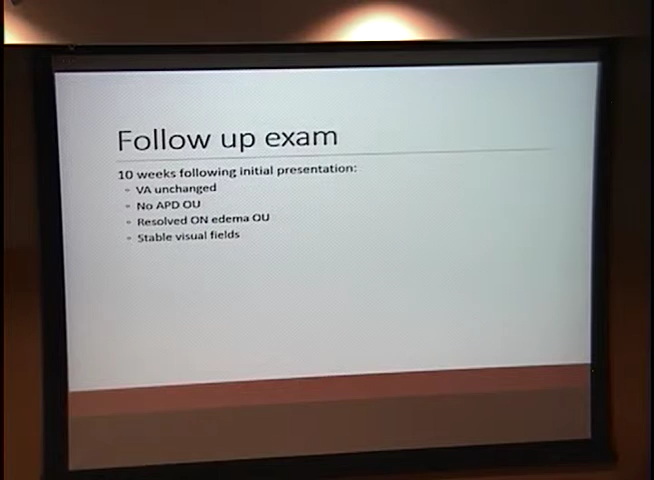 Follow up exam
10 weeks following initial presentation:
◦ VA unchanged
◦ No APD OU
◦ Resolved ON edema OU
◦ Stable visual fields